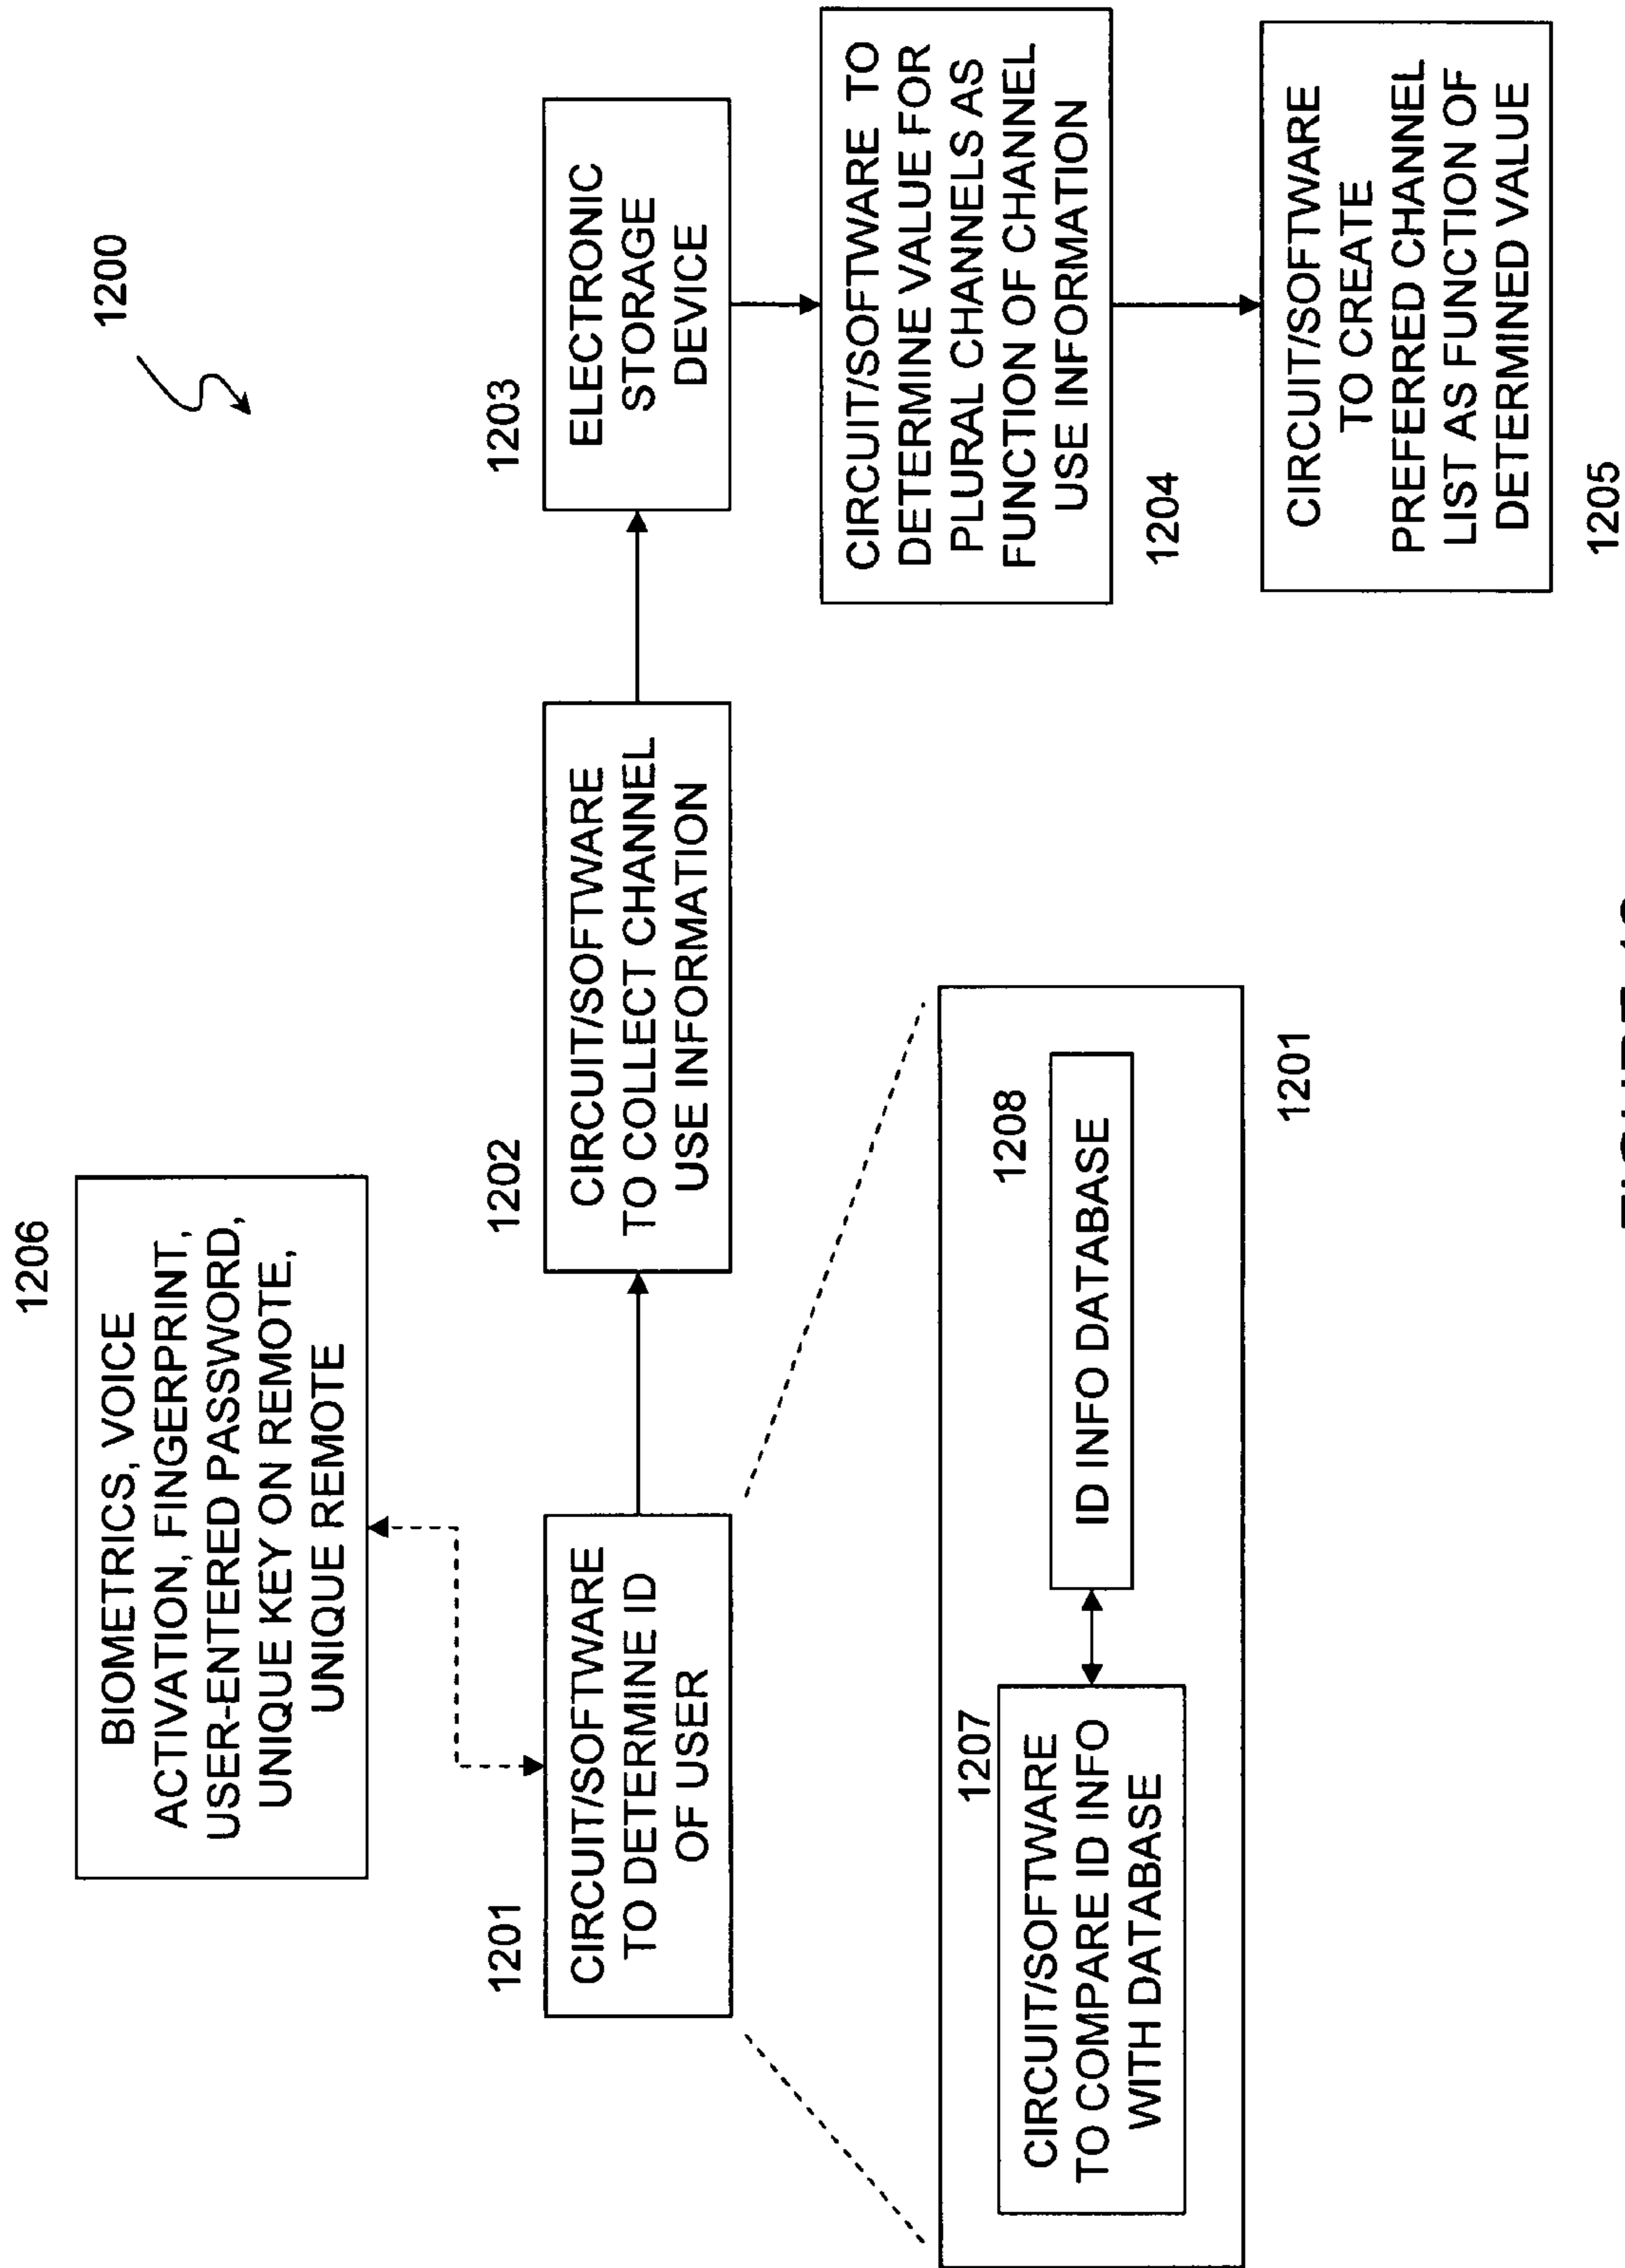 1200
1206
BIOMETRICS, VOICE
ACTIVATION, FINGERPRINT,
USER-ENTERED PASSWORD,
UNIQUE KEY ON REMOTE,
UNIQUE REMOTE
1201
CIRCUIT/SOFTWARE
TO DETERMINE ID
OF USER
1202
CIRCUIT/SOFTWARE
TO COLLECT CHANNEL
USE INFORMATION
1203
ELECTRONIC
STORAGE
DEVICE
CIRCUIT/SOFTWARE TO
DETERMINE VALUE FOR
PLURAL CHANNELS AS
FUNCTION OF CHANNEL
USE INFORMATION
1204
CIRCUIT/SOFTWARE
TO CREATE
PREFERRED CHANNEL
LIST AS FUNCTION OF
DETERMINED VALUE
1205
1207
CIRCUIT/SOFTWARE
TO COMPARE ID INFO
WITH DATABASE
1208
ID INFO DATABASE
1201